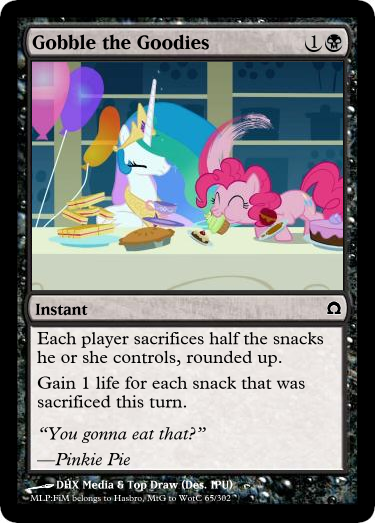 Gobble the Goodies 1
Instant
Each player sacrifices half the snacks
he or she controls, rounded up.
Gain 1 life for each snack that was
sacrificed this turn.
“You gonna eat that?”
—Pinkie Pie
DHX Media & Top Draw (Des. IPU)
MLP:FiM belongs to Hasbro, MtG to WotC 65/302